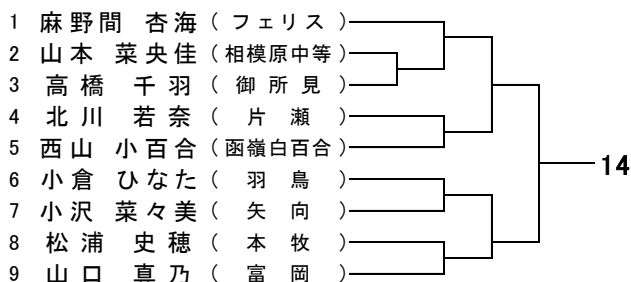 1 麻野間 杏海 ( フェリス )
2 山本 菜央佳 ( 相模原中等 )
3 高橋 千羽 ( 御所見 )
4 北川 若奈 ( 片瀬 )
5 西山 小百合 ( 函嶺白百合 )
6 小倉 ひなた ( 羽鳥 )
7 小沢 菜々美 ( 矢向 )
8 松浦 史穂 ( 本牧 )
9 山口 真乃 ( 富岡 )
14